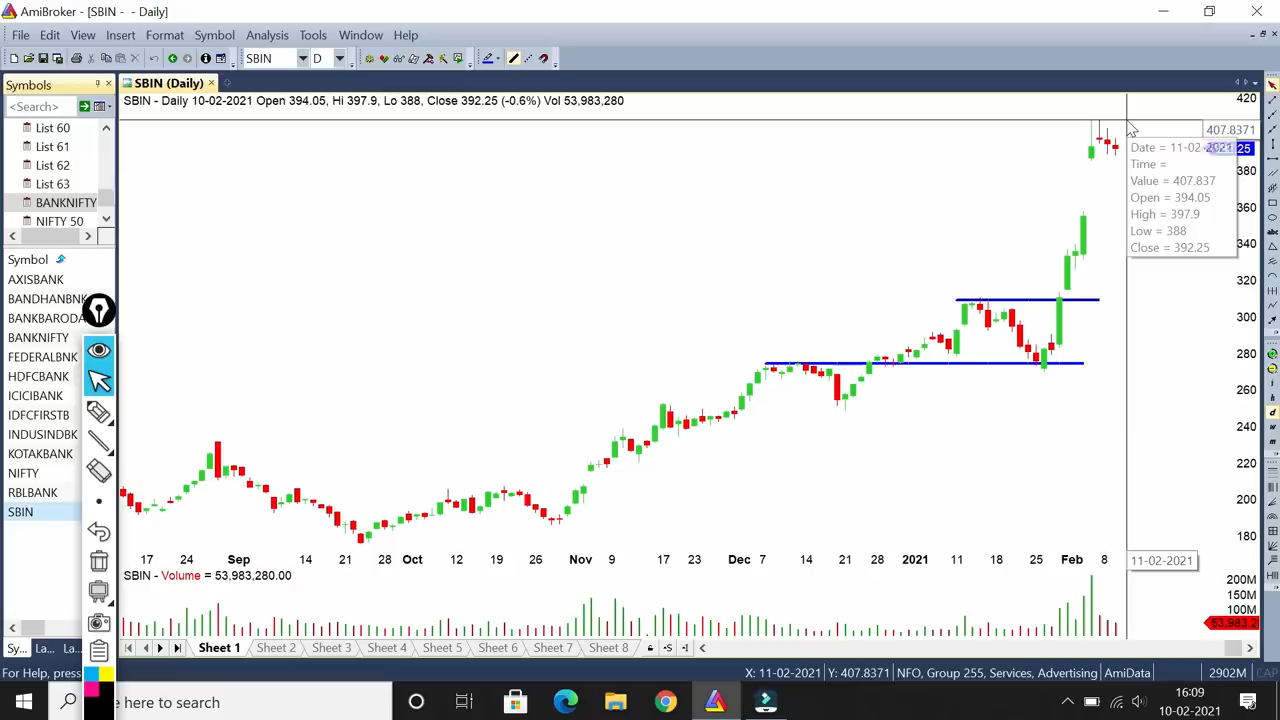 AmiBroker - [SBIN - - Daily]
File Edit View Insert Format Symbol Analysis Tools Window Help
SBIN D
Symbols
SBIN (Daily)
<Search>
SBIN - Daily 10-02-2021 Open 394.05, Hi 397.9, Lo 388, Close 392.25 (-0.6%) Vol 53,983,280
List 60
List 61
List 62
List 63
BANKNIFTY
NIFTY 50
Symbol
AXISBANK
BANDHANBNK
BANKBARODA
BANKNIFTY
FEDERALBNK
HDFCBANK
ICICIBANK
IDFCFIRSTB
INDUSINDBK
KOTAKBANK
NIFTY
RBLBANK
SBIN
420
407.8371
25
380
360
340
320
300
280
260
240
220
200
180
Date = 11-02-2021
Time =
Value = 407.837
Open = 394.05
High = 397.9
Low = 388
Close = 392.25
17 24 Sep 14 21 28 Oct 12 19 26 Nov 9 17 23 Dec 7 14 21 28 2021 11 18 25 Feb 8 11-02-2021
SBIN - Volume = 53,983,280.00
200M
150M
100M
53,983,2
Sy... La... La...
Sheet 1 Sheet 2 Sheet 3 Sheet 4 Sheet 5 Sheet 6 Sheet 7 Sheet 8
For Help, press
X: 11-02-2021 Y: 407.8371 NFO, Group 255, Services, Advertising AmiData 2902M CAP
here to search
16:09
10-02-2021